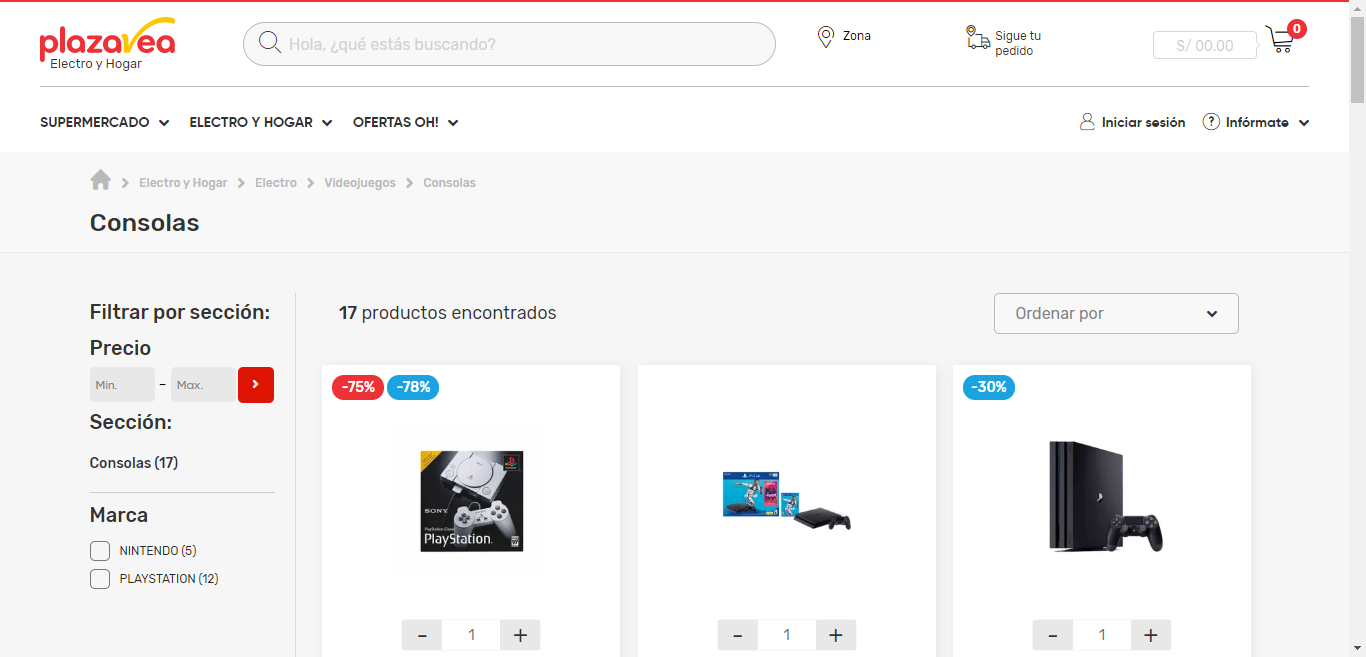 plazavea
Electro y Hogar
Hola, ¿qué estás buscando?
Zona
Sigue tu
pedido
S/ 00.00
0
SUPERMERCADO
ELECTRO Y HOGAR
OFERTAS OH!
Iniciar sesión
? Infórmate
Electro y Hogar
Electro
Videojuegos
Consolas
Consolas
Filtrar por sección:
17 productos encontrados
Ordenar por
Precio
Min. – Max.
Sección:
Consolas (17)
Marca
NINTENDO (5)
PLAYSTATION (12)
-75% -78%
SONY
PlayStation
- 1 +
PS4
- 1 +
-30%
- 1 +